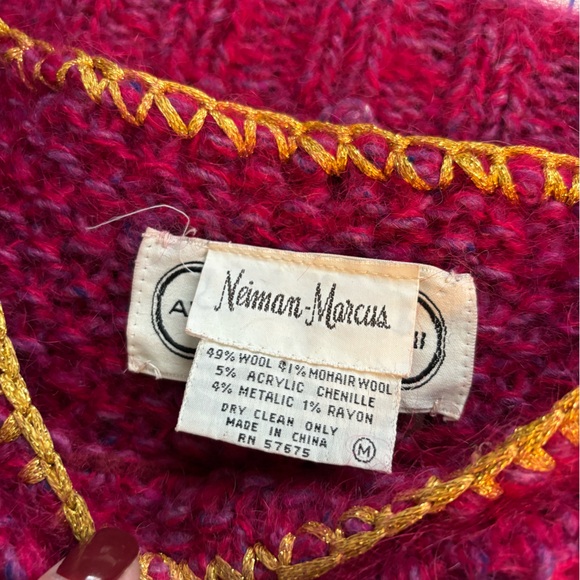 Neiman-Marcus
49% WOOL 41% MOHAIR WOOL
5% ACRYLIC CHENILLE
4% METALIC 1% RAYON
DRY CLEAN ONLY
MADE IN CHINA
RN 57675
M